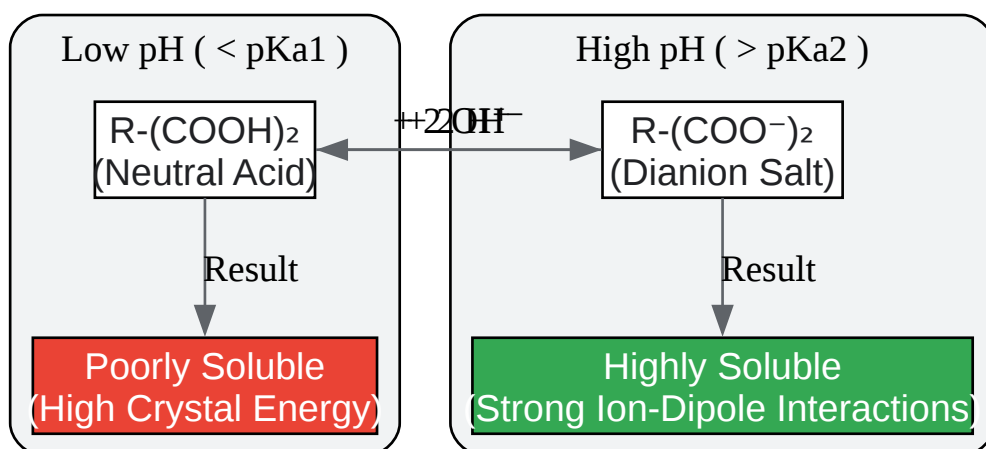 Low pH ( < pKa1 )
High pH ( > pKa2 )
R-(COOH)₂
(Neutral Acid)
R-(COO⁻)₂
(Dianion Salt)
Result
Result
Poorly Soluble
(High Crystal Energy)
Highly Soluble
(Strong Ion-Dipole Interactions)